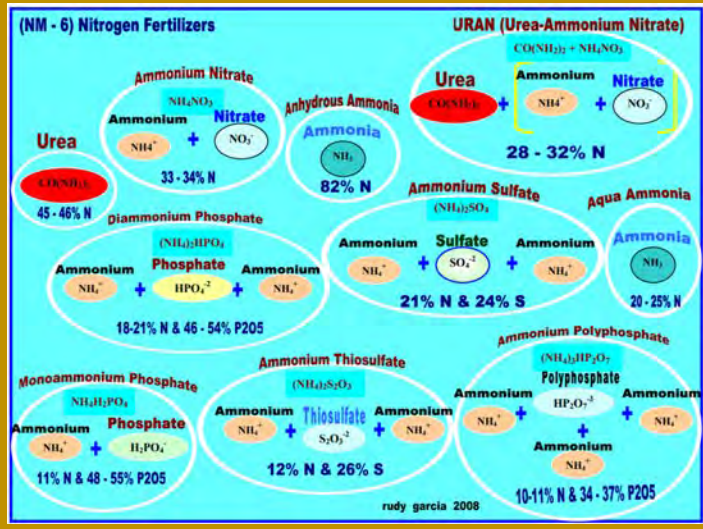 (NM - 6) Nitrogen Fertilizers
URAN (Urea-Ammonium Nitrate)
CO(NH₂)₂ + NH4NO₃
Urea
Ammonium
Nitrate
CO(NH₂)₂
+
NH4⁺
+
NO₃⁻
28 - 32% N
Ammonium Nitrate
NH4NO₃
Ammonium
Nitrate
NH4⁺
+
NO₃⁻
33 - 34% N
Anhydrous Ammonia
Ammonia
NH₃
82% N
Urea
CO(NH₂)₂
45 - 46% N
Diammonium Phosphate
(NH₄)₂HPO₄
Ammonium
Phosphate
Ammonium
NH₄⁺
+
HPO₄⁻²
+
NH₄⁺
18-21% N & 46 - 54% P2O5
Ammonium Sulfate
(NH₄)₂SO₄
Ammonium
Sulfate
Ammonium
NH₄⁺
+
SO₄⁻²
+
NH₄⁺
21% N & 24% S
Aqua Ammonia
Ammonia
NH₃
20 - 25% N
Monoammonium Phosphate
NH₄H₂PO₄
Ammonium
Phosphate
NH₄⁺
+
H₂PO₄⁻
11% N & 48 - 55% P2O5
Ammonium Thiosulfate
(NH₄)₂S₂O₃
Ammonium
Thiosulfate
Ammonium
NH₄⁺
+
S₂O₃⁻²
+
NH₄⁺
12% N & 26% S
Ammonium Polyphosphate
(NH₄)₃HP₂O₇
Polyphosphate
Ammonium
HP₂O₇⁻³
Ammonium
NH₄⁺
+
+
NH₄⁺
+
Ammonium
NH₄⁺
10-11% N & 34 - 37% P2O5
rudy garcia 2008